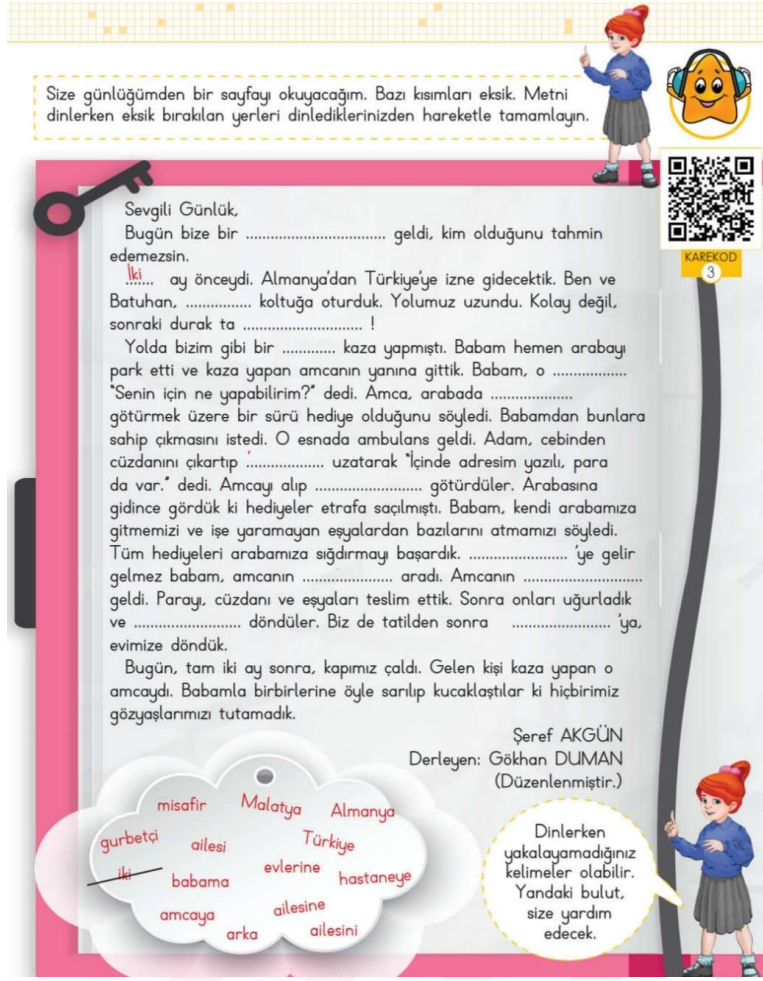 Size günlüğümden bir sayfayı okuyacağım. Bazı kısımları eksik. Metni
dinlerken eksik bırakılan yerleri dinlediklerinizden hareketle tamamlayın.
KAREKOD
3
Sevgili Günlük,
Bugün bize bir .................................. geldi, kim olduğunu tahmin
edemezsin.
İki ....... ay önceydi. Almanya'dan Türkiye'ye izne gidecektik. Ben ve
Batuhan, ................ koltuğa oturduk. Yolumuz uzundu. Kolay değil,
sonraki durak ta ............................. !
Yolda bizim gibi bir ............. kaza yapmıştı. Babam hemen arabayı
park etti ve kaza yapan amcanın yanına gittik. Babam, o ..................
"Senin için ne yapabilirim?" dedi. Amca, arabada ....................
götürmek üzere bir sürü hediye olduğunu söyledi. Babamdan bunlara
sahip çıkmasını istedi. O esnada ambulans geldi. Adam, cebinden
cüzdanını çıkartıp ................... uzatarak "İçinde adresim yazılı, para
da var." dedi. Amcayı alıp .......................... götürdüler. Arabasına
gidince gördük ki hediyeler etrafa saçılmıştı. Babam, kendi arabamıza
gitmemizi ve işe yaramayan eşyalardan bazılarını atmamızı söyledi.
Tüm hediyeleri arabamıza sığdırmayı başardık. ........................ 'ye gelir
gelmez babam, amcanın ...................... aradı. Amcanın .............................
geldi. Parayı, cüzdanı ve eşyaları teslim ettik. Sonra onları uğurladık
ve .......................... döndüler. Biz de tatilden sonra ........................ 'ya,
evimize döndük.
Bugün, tam iki ay sonra, kapımız çaldı. Gelen kişi kaza yapan o
amcaydı. Babamla birbirlerine öyle sarılıp kucaklaştılar ki hiçbirimiz
gözyaşlarımızı tutamadık.
Şeref AKGÜN
Derleyen: Gökhan DUMAN
(Düzenlenmiştir.)
misafir Malatya Almanya
gurbetçi ailesi Türkiye
iki babama evlerine hastaneye
amcaya ailesine
arka ailesini
Dinlerken
yakalayamadığınız
kelimeler olabilir.
Yandaki bulut,
size yardım
edecek.